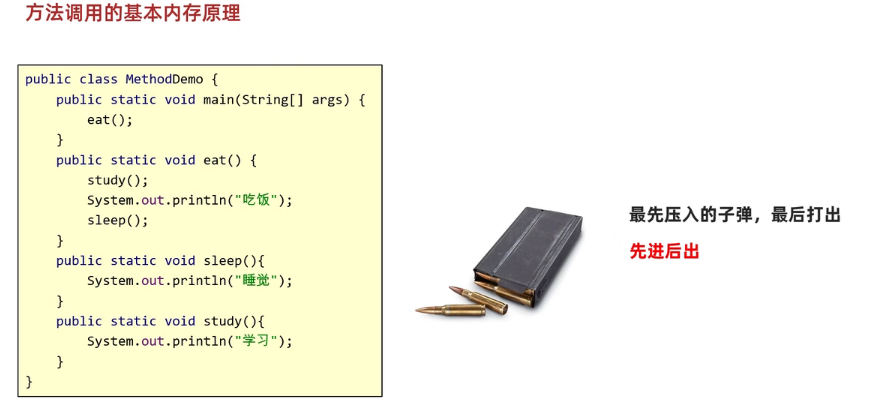 方法调用的基本内存原理
public class MethodDemo {
    public static void main(String[] args) {
        eat();
    }
    public static void eat() {
        study();
        System.out.println("吃饭");
        sleep();
    }
    public static void sleep(){
        System.out.println("睡觉");
    }
    public static void study(){
        System.out.println("学习");
    }
}
最先压入的子弹，最后打出
先进后出